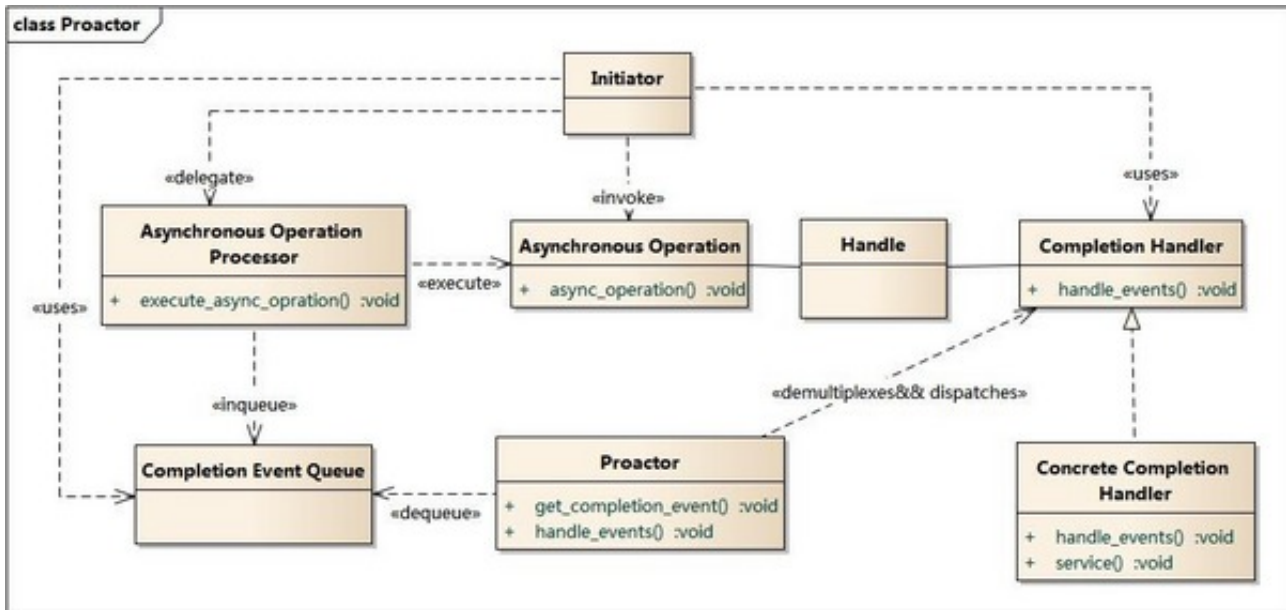 class Proactor
Initiator
«delegate»
«invoke»
«uses»
Asynchronous Operation
Processor
+ execute_async_opration() :void
«execute»
Asynchronous Operation
+ async_operation() :void
Handle
Completion Handler
+ handle_events() :void
«uses»
«inqueue»
«demultiplexes&& dispatches»
Completion Event Queue
«dequeue»
Proactor
+ get_completion_event() :void
+ handle_events() :void
Concrete Completion
Handler
+ handle_events() :void
+ service() :void